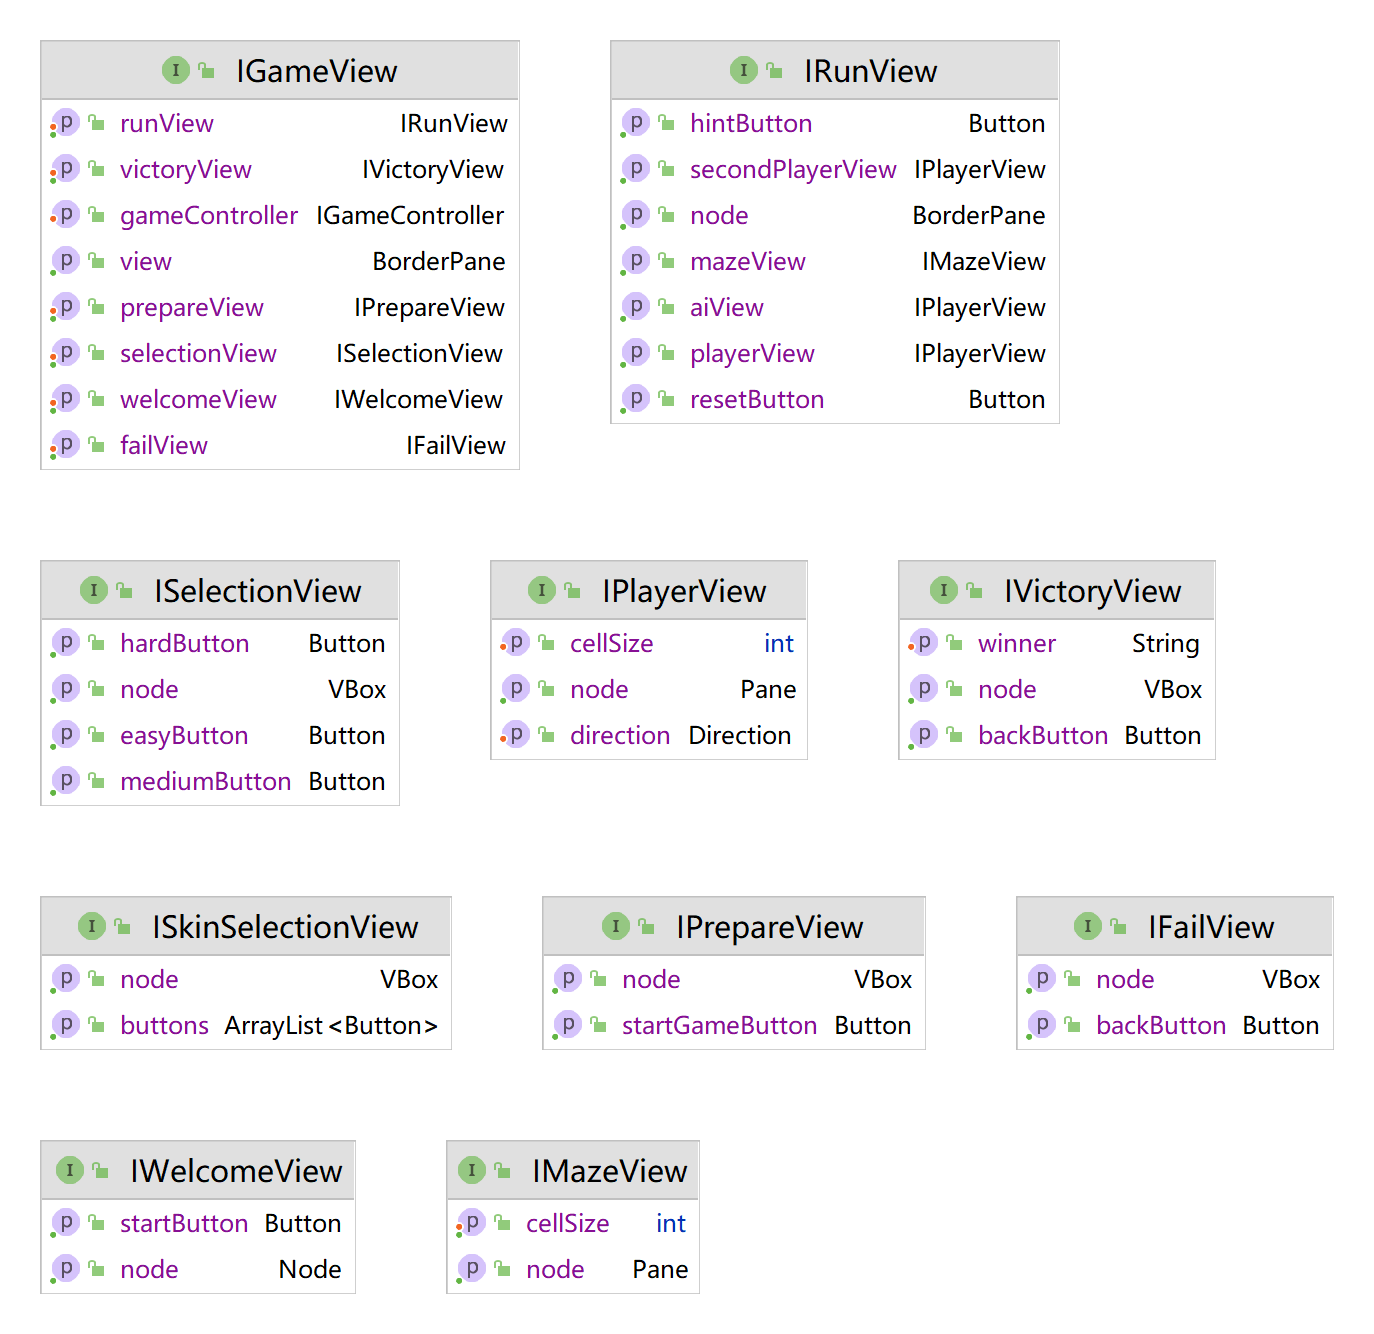 IGameView
runView IRunView
victoryView IVictoryView
gameController IGameController
view BorderPane
prepareView IPrepareView
selectionView ISelectionView
welcomeView IWelcomeView
failView IFailView
IRunView
hintButton Button
secondPlayerView IPlayerView
node BorderPane
mazeView IMazeView
aiView IPlayerView
playerView IPlayerView
resetButton Button
ISelectionView
hardButton Button
node VBox
easyButton Button
mediumButton Button
IPlayerView
cellSize int
node Pane
direction Direction
IVictoryView
winner String
node VBox
backButton Button
ISkinSelectionView
node VBox
buttons ArrayList<Button>
IPrepareView
node VBox
startGameButton Button
IFailView
node VBox
backButton Button
IWelcomeView
startButton Button
node Node
IMazeView
cellSize int
node Pane